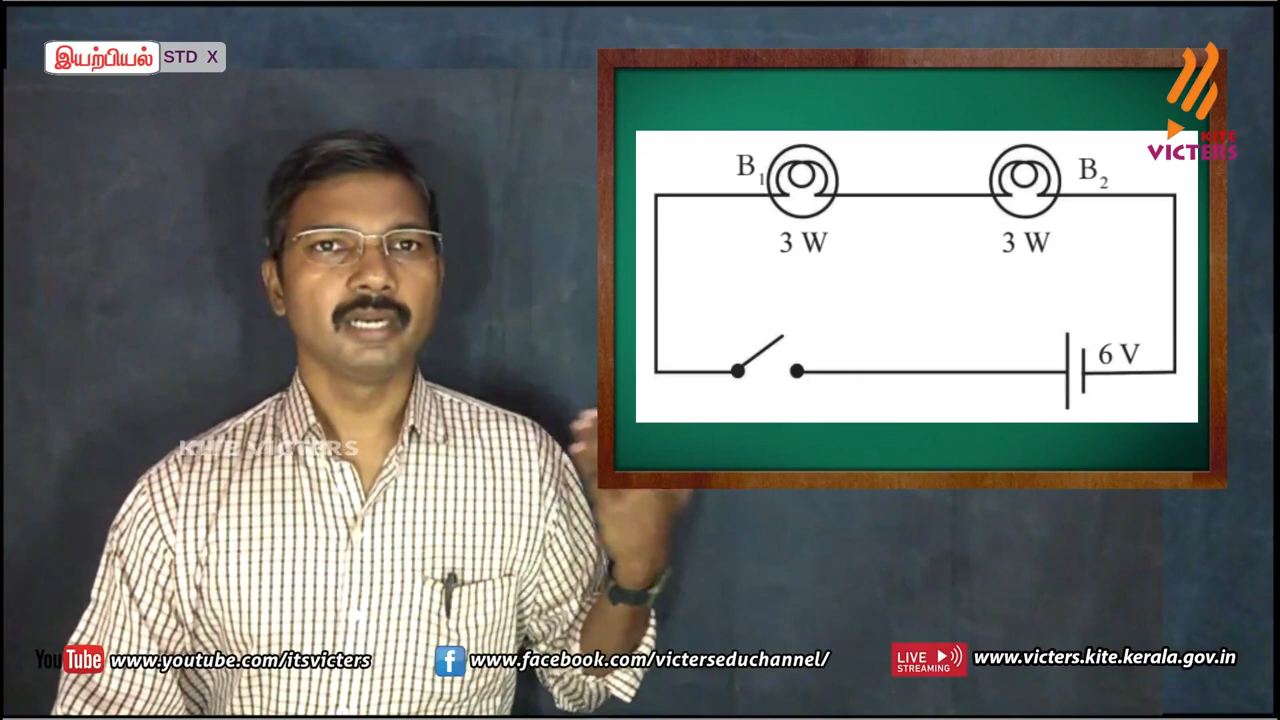 இயற்பியல் STD X
KITE
VICTERS
B1
B2
3 W
3 W
6 V
KITE VICTERS
YouTube www.youtube.com/itsvicters
f www.facebook.com/victerseduchannel/
LIVE
STREAMING
www.victers.kite.kerala.gov.in